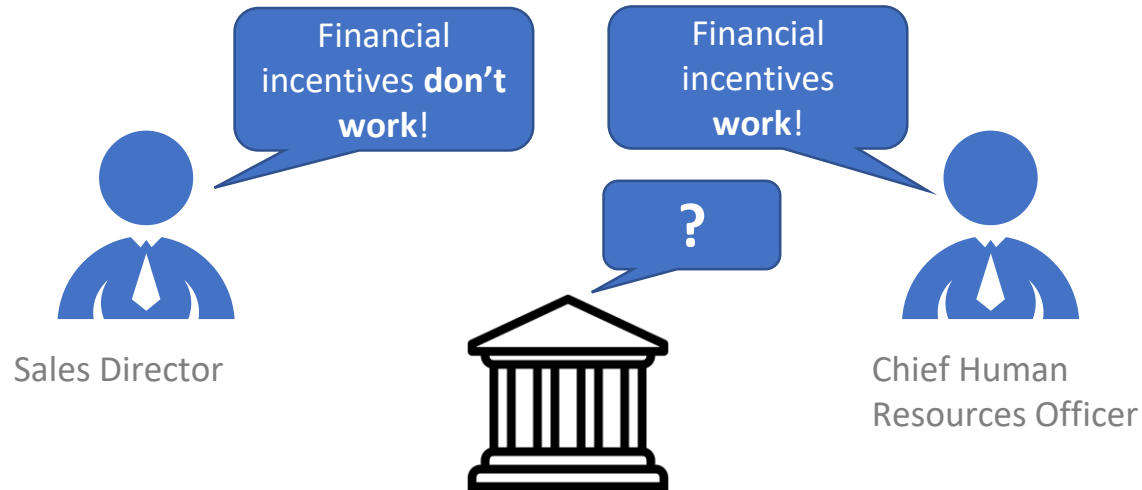 Financial
incentives don’t
work!
Financial
incentives
work!
?
Sales Director
Chief Human
Resources Officer